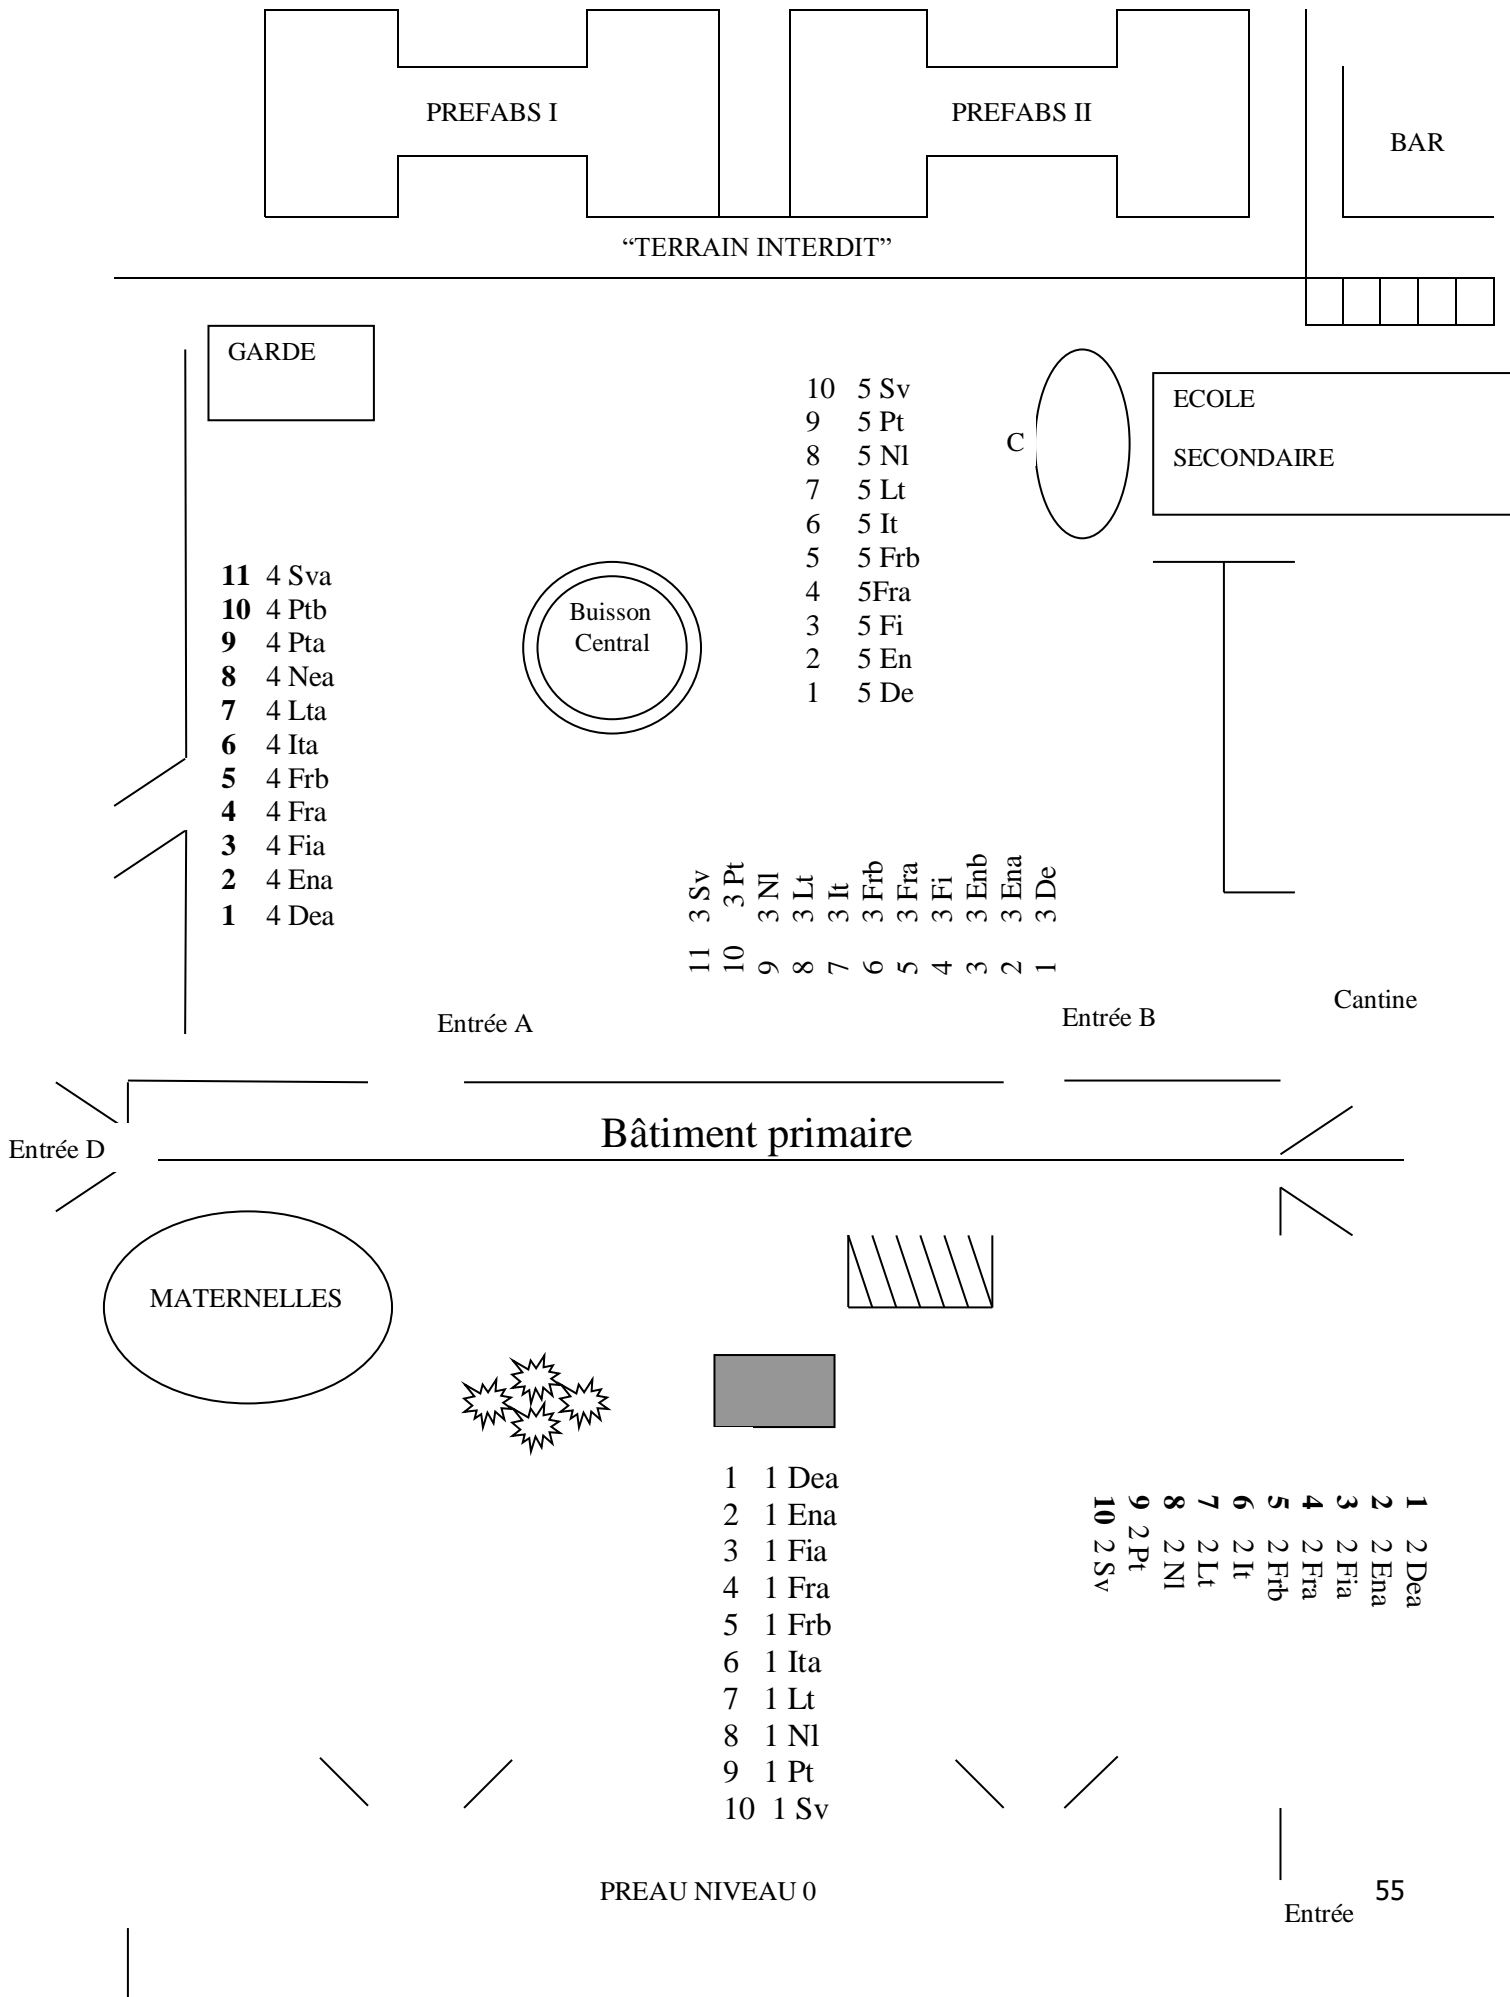 PREFABS I
PREFABS II
BAR
“TERRAIN INTERDIT”
GARDE
10 5 Sv
9 5 Pt
8 5 Nl
7 5 Lt
6 5 It
5 5 Frb
4 5Fra
3 5 Fi
2 5 En
1 5 De
C
ECOLE
SECONDAIRE
11 4 Sva
10 4 Ptb
9 4 Pta
8 4 Nea
7 4 Lta
6 4 Ita
5 4 Frb
4 4 Fra
3 4 Fia
2 4 Ena
1 4 Dea
Buisson
Central
11 3 Sv
10 3 Pt
9 3 Nl
8 3 Lt
7 3 It
6 3 Frb
5 3 Fra
4 3 Fi
3 3 Enb
2 3 Ena
1 3 De
Entrée A
Entrée B
Cantine
Bâtiment primaire
Entrée D
MATERNELLES
1 1 Dea
2 1 Ena
3 1 Fia
4 1 Fra
5 1 Frb
6 1 Ita
7 1 Lt
8 1 Nl
9 1 Pt
10 1 Sv
1 2 Dea
2 2 Ena
3 2 Fia
4 2 Fra
5 2 Frb
6 2 It
7 2 Lt
8 2 Nl
9 2 Pt
10 2 Sv
PREAU NIVEAU 0
55
Entrée